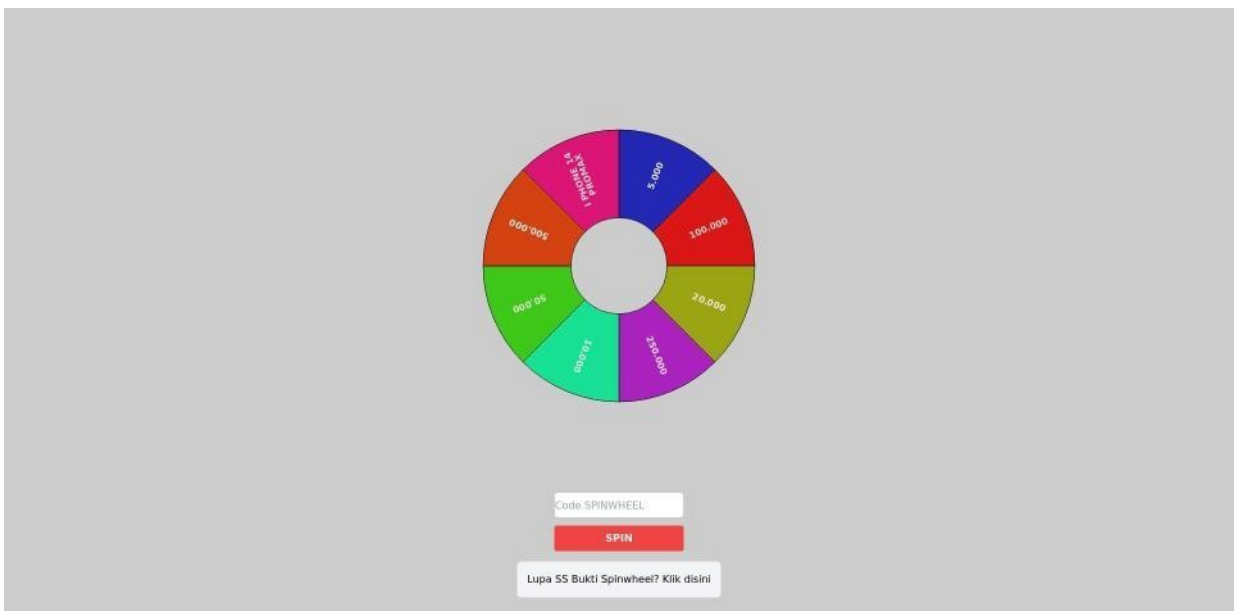 5.000
100.000
20.000
250.000
10.000
50.000
500.000
I PHONE 14
PROMAX
Code SPINWHEEL
SPIN
Lupa SS Bukti Spinwheel? Klik disini